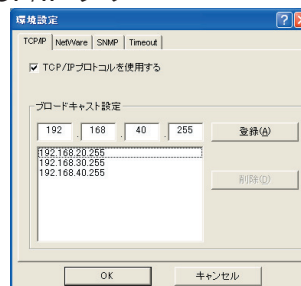 環境設定
TCP/IP NetWare SNMP Timeout
TCP/IPプロトコルを使用する
ブロードキャスト設定
192 . 168 . 40 . 255 登録(A)
192.168.20.255
192.168.30.255
192.168.40.255
削除(D)
OK キャンセル